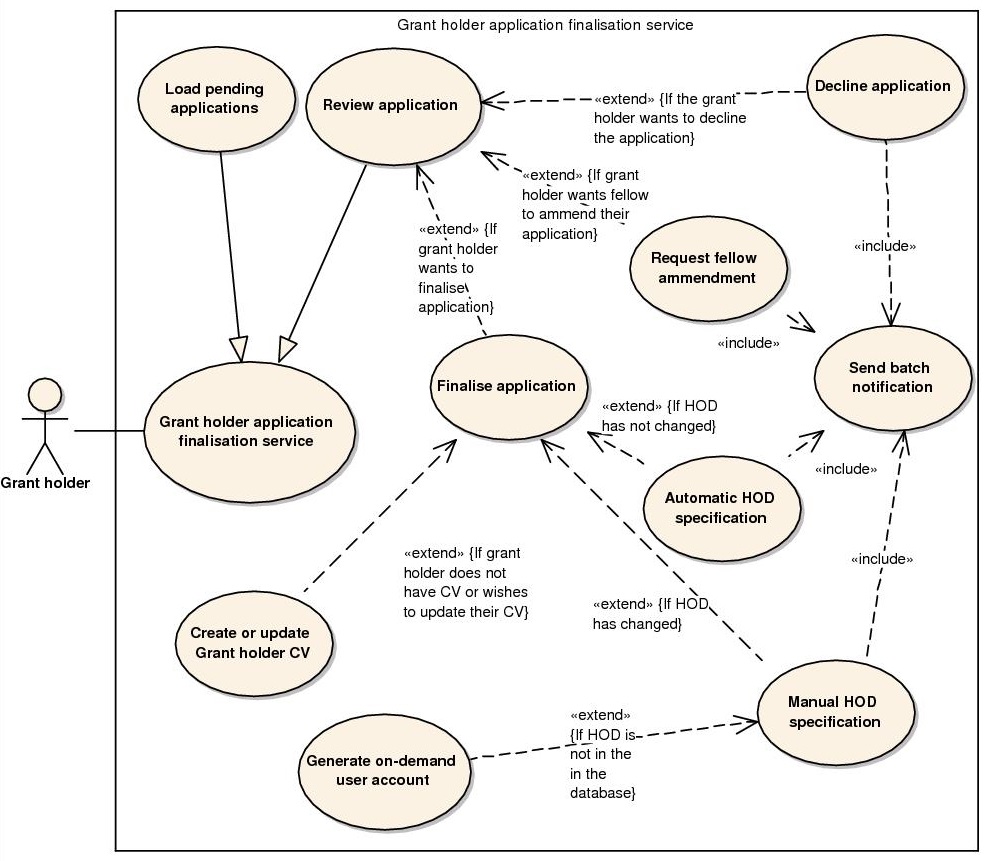 Grant holder application finalisation service
Load pending
applications
Review application
Decline application
«extend» {If the grant
holder wants to decline
the application}
«extend» {If grant
holder wants fellow
to ammend their
application}
«extend» {If
grant holder
wants to
finalise
application}
Request fellow
ammendment
«include»
«include»
Send batch
notification
Finalise application
Grant holder application
finalisation service
Grant holder
«extend» {If HOD
has not changed}
Automatic HOD
specification
«include»
«extend» {If grant
holder does not
have CV or wishes
to update their CV}
«include»
«extend» {If HOD
has changed}
Create or update
Grant holder CV
Manual HOD
specification
«extend»
{If HOD is
not in the
in the
database}
Generate on-demand
user account